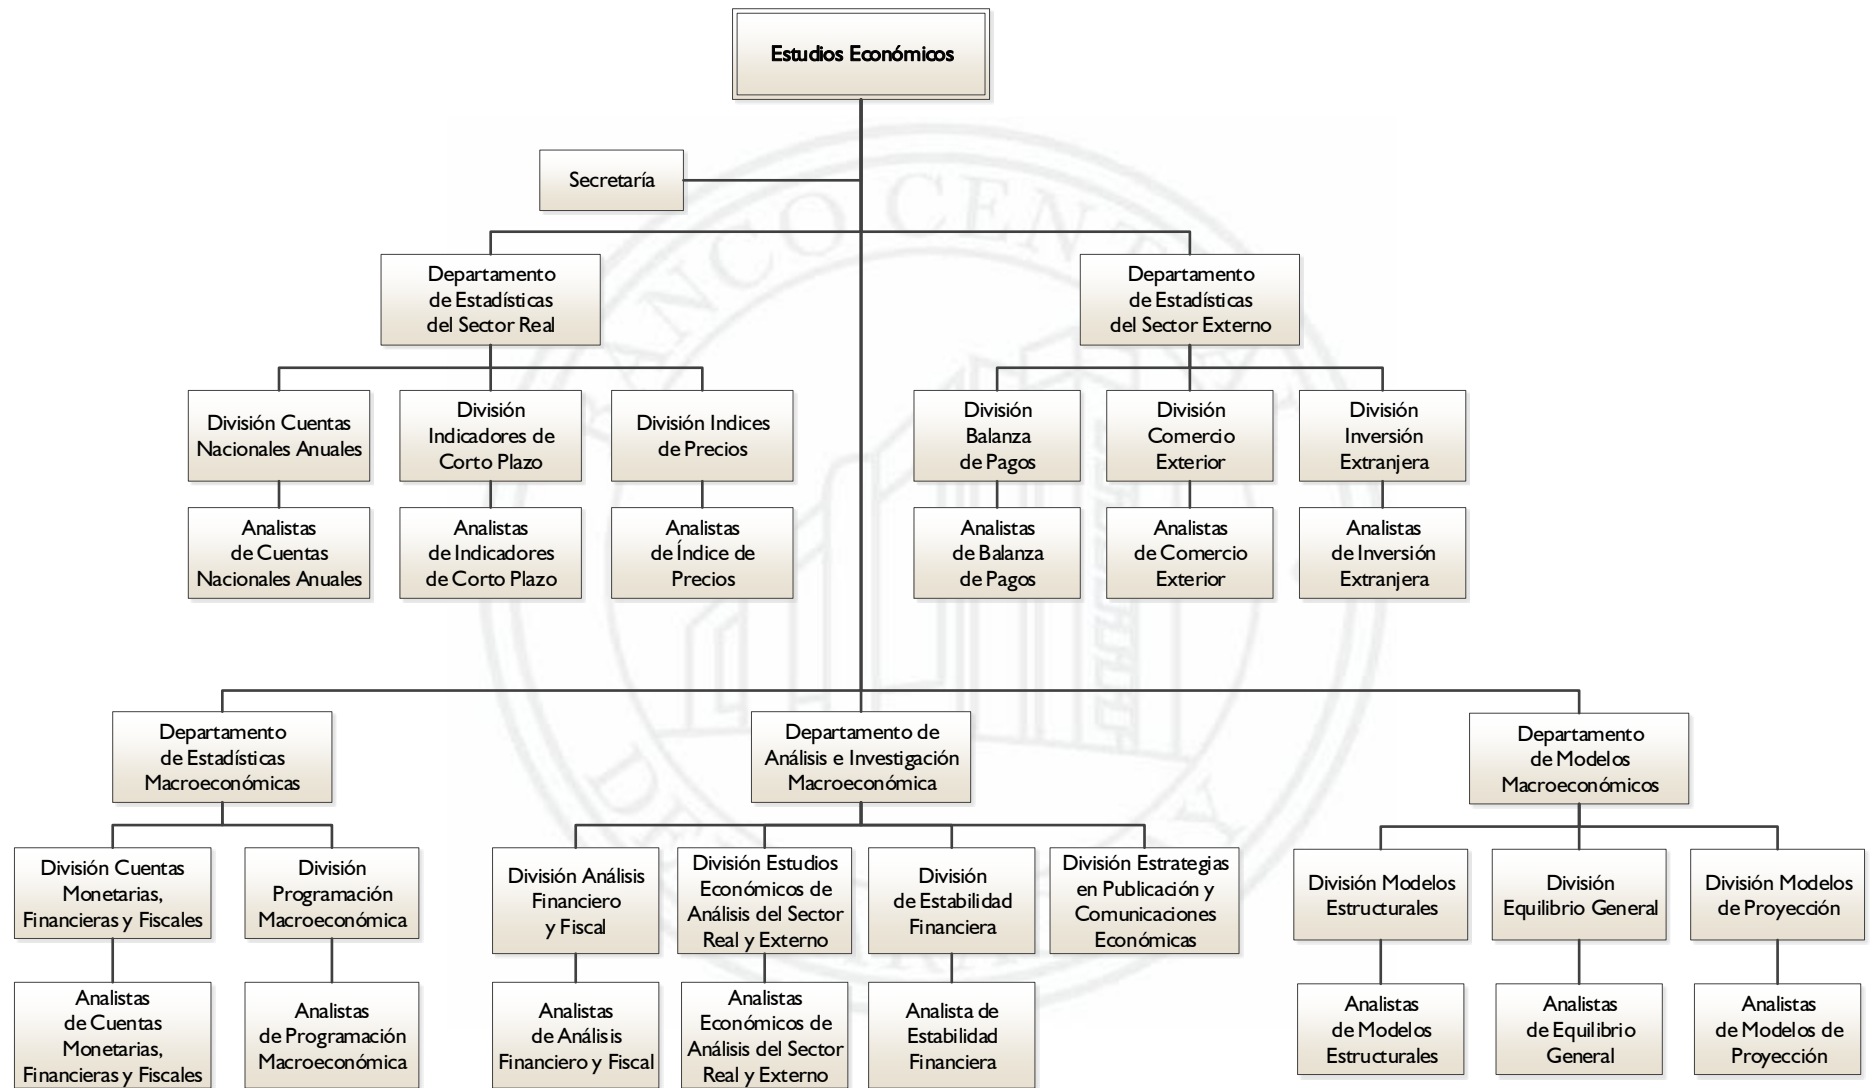 Estudios Económicos
Secretaría
Departamento
de Estadísticas
del Sector Real
Departamento
de Estadísticas
del Sector Externo
División Cuentas
Nacionales Anuales
División
Indicadores de
Corto Plazo
División Indices
de Precios
División
Balanza
de Pagos
División
Comercio
Exterior
División
Inversión
Extranjera
Analistas
de Cuentas
Nacionales Anuales
Analistas
de Indicadores
de Corto Plazo
Analistas
de Índice de
Precios
Analistas
de Balanza
de Pagos
Analistas
de Comercio
Exterior
Analistas
de Inversión
Extranjera
Departamento
de Estadísticas
Macroeconómicas
Departamento de
Análisis e Investigación
Macroeconómica
Departamento
de Modelos
Macroeconómicos
División Cuentas
Monetarias,
Financieras y Fiscales
División
Programación
Macroeconómica
División Análisis
Financiero
y Fiscal
División Estudios
Económicos de
Análisis del Sector
Real y Externo
División
de Estabilidad
Financiera
División Estrategias
en Publicación y
Comunicaciones
Económicas
División Modelos
Estructurales
División
Equilibrio General
División Modelos
de Proyección
Analistas
de Cuentas
Monetarias,
Financieras y Fiscales
Analistas
de Programación
Macroeconómica
Analistas
de Análisis
Financiero y Fiscal
Analistas
Económicos de
Análisis del Sector
Real y Externo
Analista de
Estabilidad
Financiera
Analistas
de Modelos
Estructurales
Analistas
de Equilibrio
General
Analistas
de Modelos de
Proyección
BANCO CENTRAL